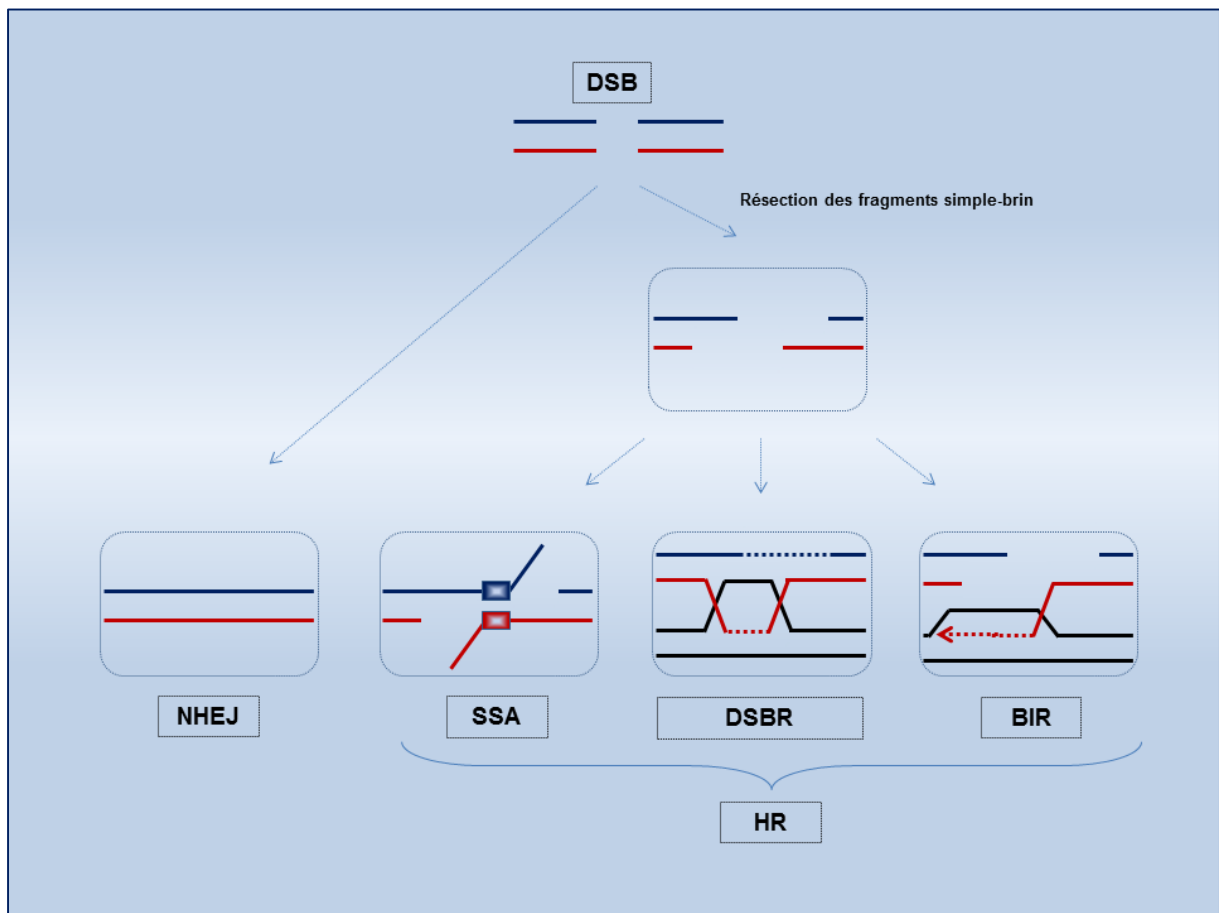 DSB
Résection des fragments simple-brin
NHEJ
SSA
DSBR
BIR
HR